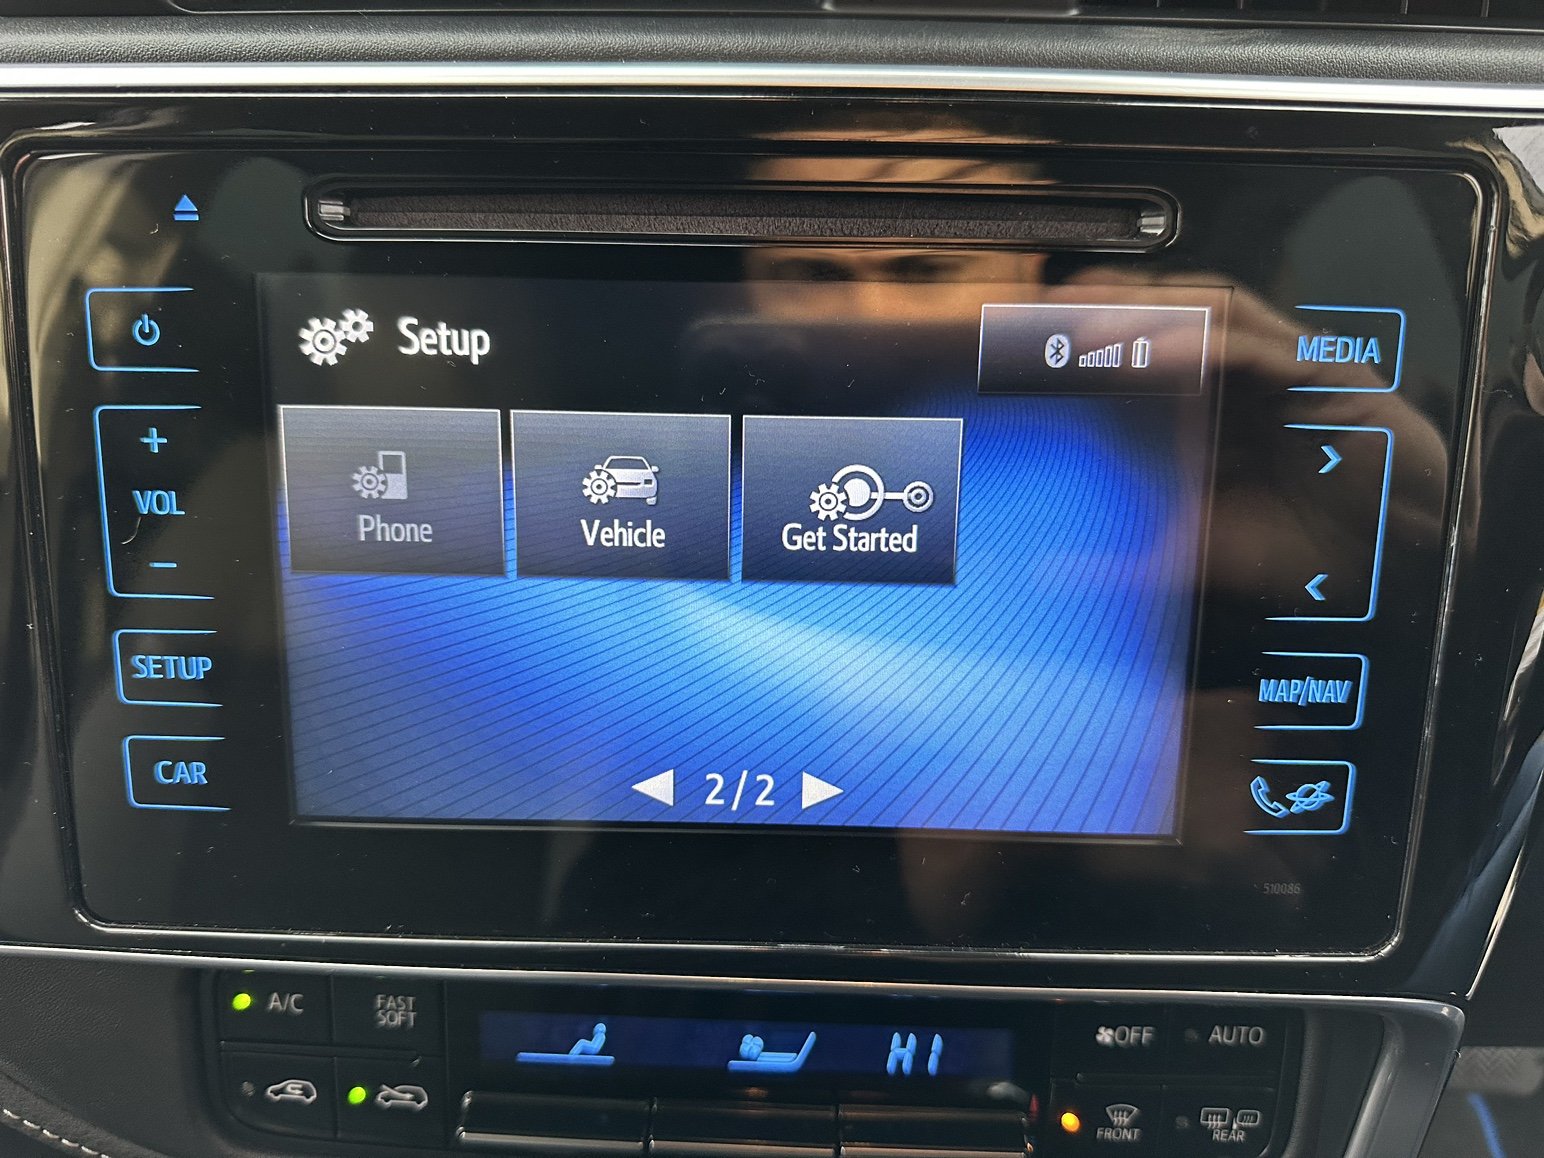 Setup
MEDIA
VOL
Phone
Vehicle
Get Started
SETUP
MAP/NAV
CAR
2/2
510086
A/C
FAST
SOFT
HI
OFF
AUTO
FRONT
REAR